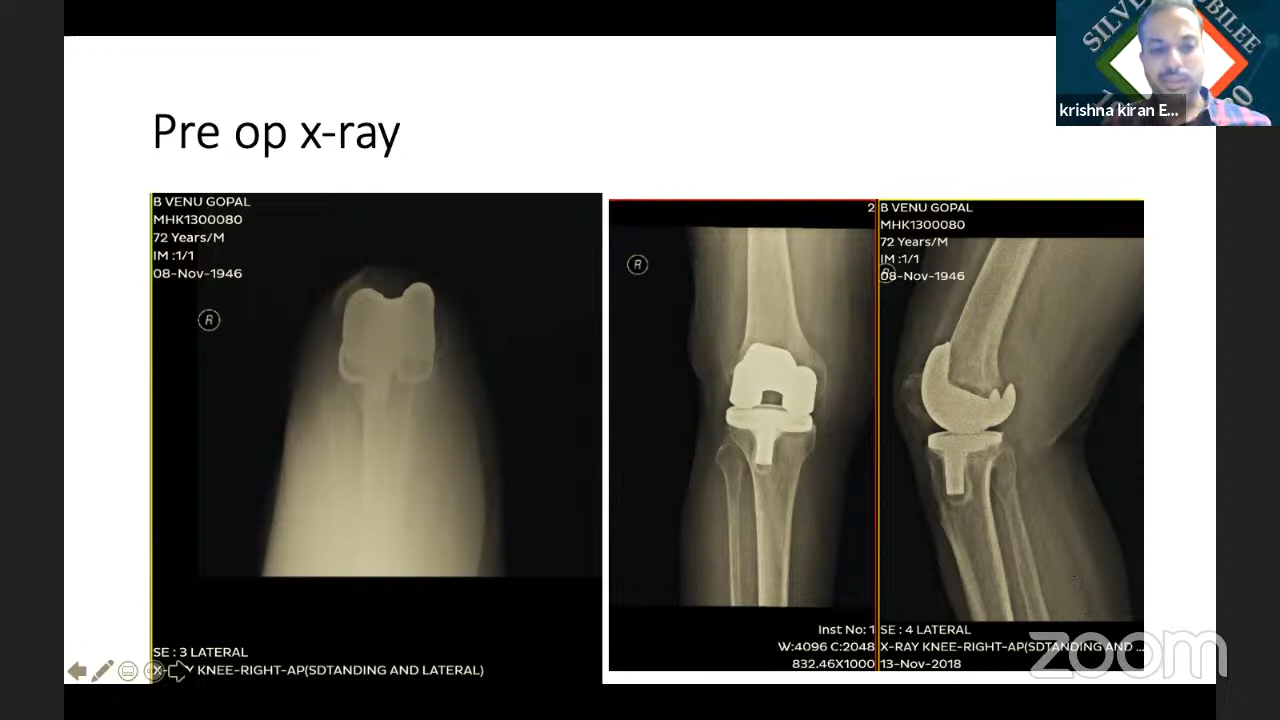 SILVER JUBILEE
krishna kiran E...
Pre op x-ray
B VENU GOPAL
MHK1300080
72 Years/M
IM :1/1
08-Nov-1946
R
SE : 3 LATERAL
KNEE-RIGHT-AP(SDTANDING AND LATERAL)
2
R
Inst No: 1
W:4096 C:2048
832.46X1000
B VENU GOPAL
MHK1300080
72 Years/M
IM :1/1
08-Nov-1946
SE : 4 LATERAL
X-RAY KNEE-RIGHT-AP(SDTANDING AND ...
13-Nov-2018
zoom